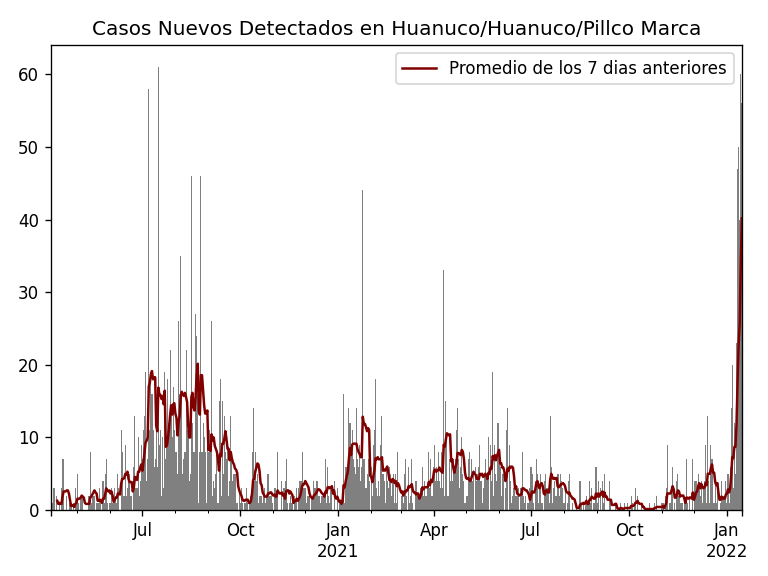 Casos Nuevos Detectados en Huanuco/Huanuco/Pillco Marca
Promedio de los 7 dias anteriores
60
50
40
30
20
10
0
Jul Oct Jan Apr Jul Oct Jan
2021 2022